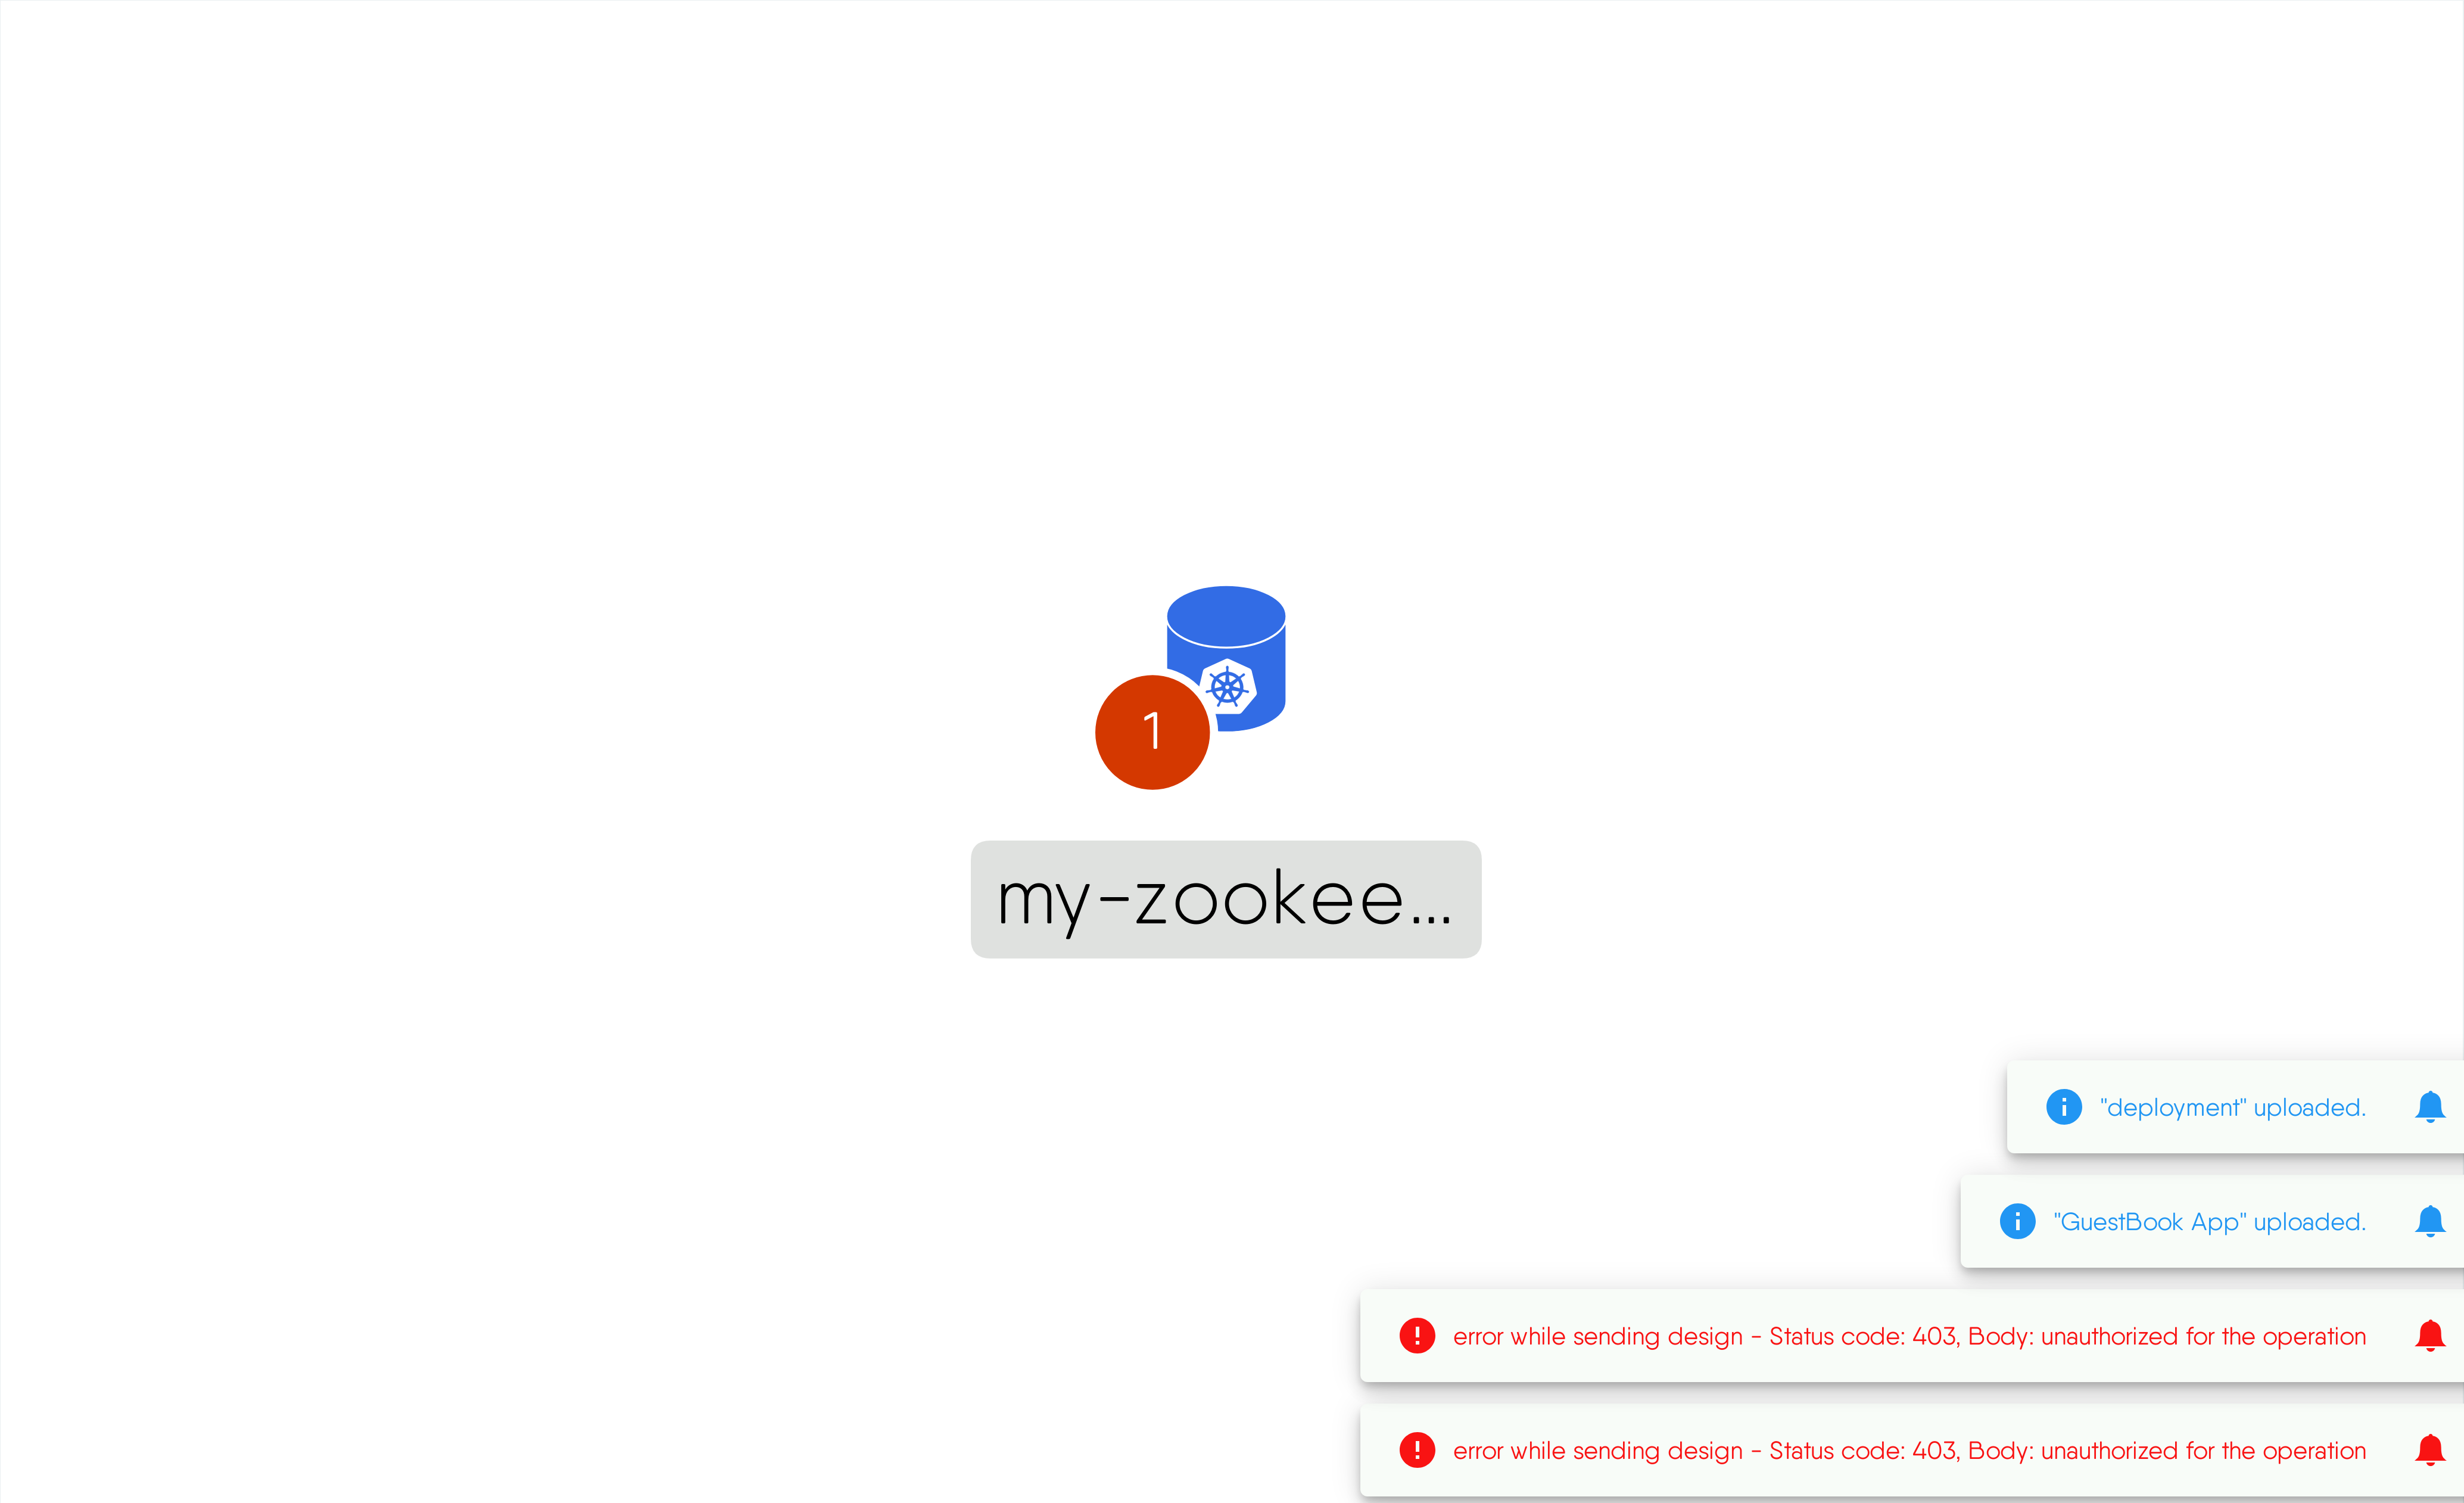 1
my-zookee...
"deployment" uploaded.
"GuestBook App" uploaded.
error while sending design - Status code: 403, Body: unauthorized for the operation
error while sending design - Status code: 403, Body: unauthorized for the operation